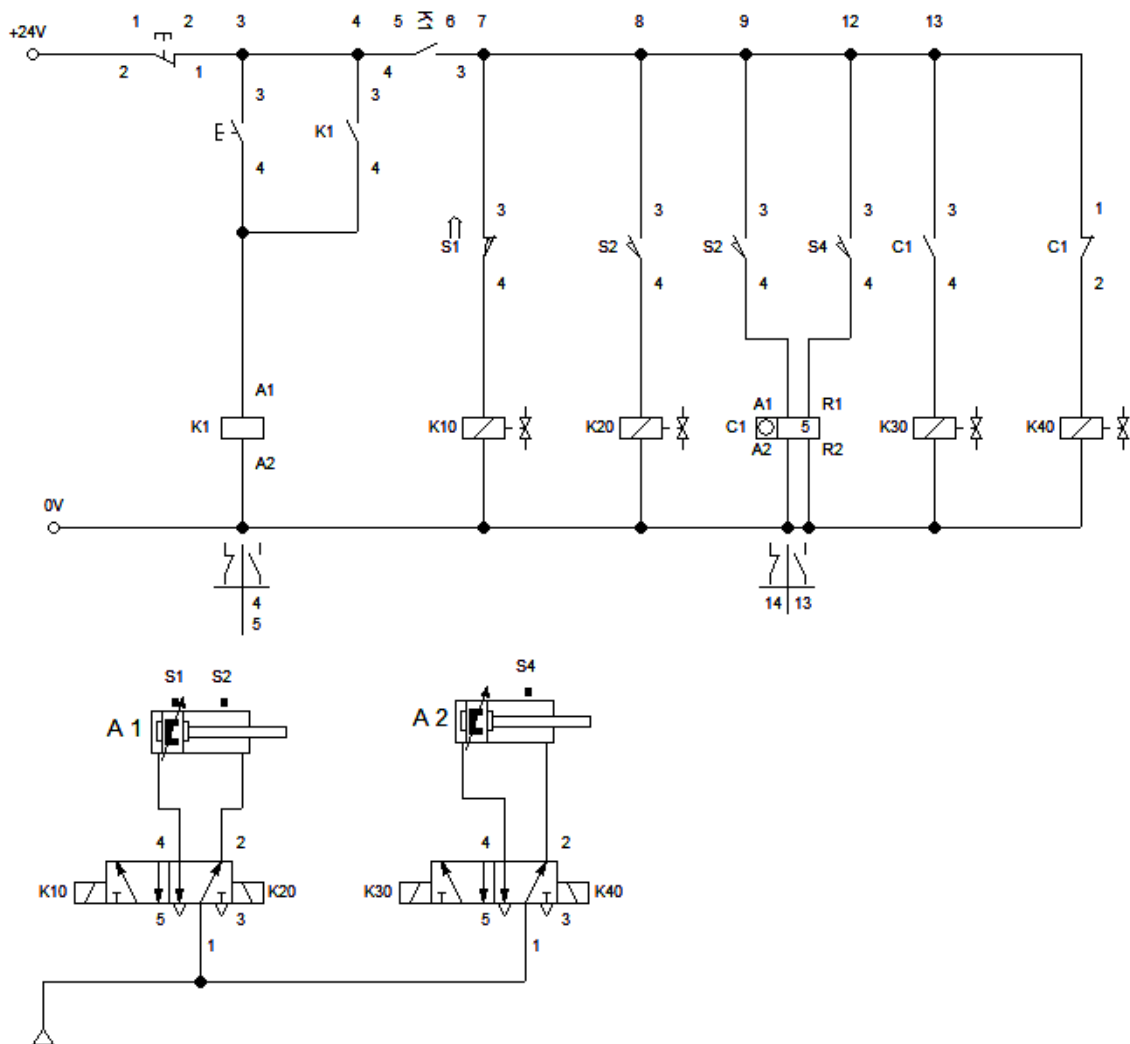 1 2 3 4 5 K1 6 7 8 9 12 13
+24V
2 1 4 3
3 3 3 3 3 3 3 1
K1
4 4
S1 S2 S2 S4 C1 C1
4 4 4 4 4 2
A1 A1 R1
K1 K10 K20 C1 5 K30 K40
A2 A2 R2
0V
4 14 13
5
S1 S2 S4
A 1 A 2
4 2 4 2
K10 K20 K30 K40
5 3 5 3
1 1